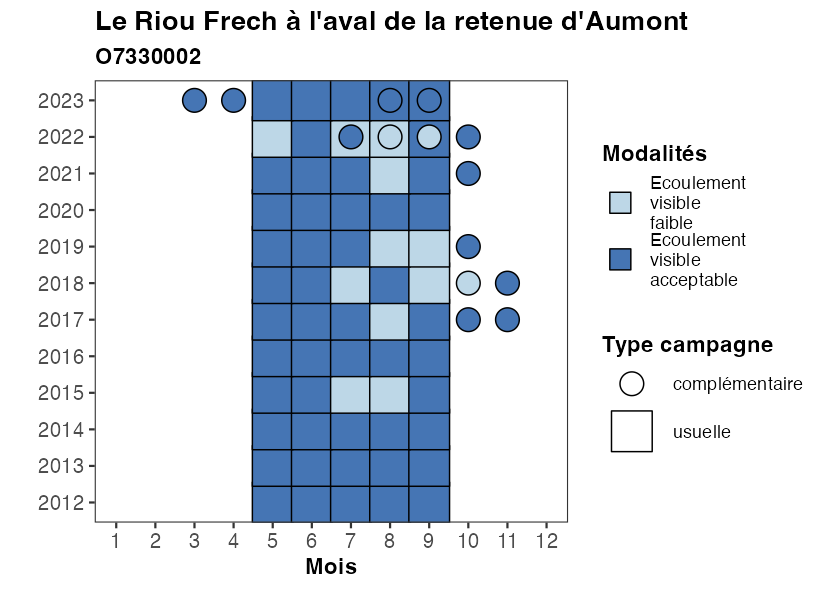 Le Riou Frech à l'aval de la retenue d'Aumont
O7330002
2023
2022
2021
2020
2019
2018
2017
2016
2015
2014
2013
2012
1 2 3 4 5 6 7 8 9 10 11 12
Mois
Modalités
Ecoulement
visible
faible
Ecoulement
visible
acceptable
Type campagne
complémentaire
usuelle